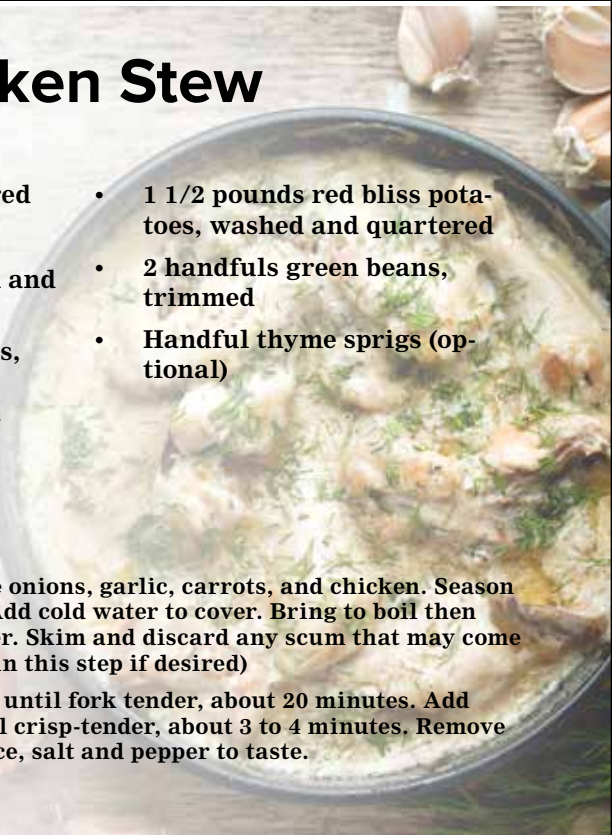 ken Stew
red
and
s,
• 1 1/2 pounds red bliss pota-
toes, washed and quartered
• 2 handfuls green beans,
trimmed
• Handful thyme sprigs (op-
tional)
onions, garlic, carrots, and chicken. Season
Add cold water to cover. Bring to boil then
er. Skim and discard any scum that may come
in this step if desired)
until fork tender, about 20 minutes. Add
l crisp-tender, about 3 to 4 minutes. Remove
ce, salt and pepper to taste.